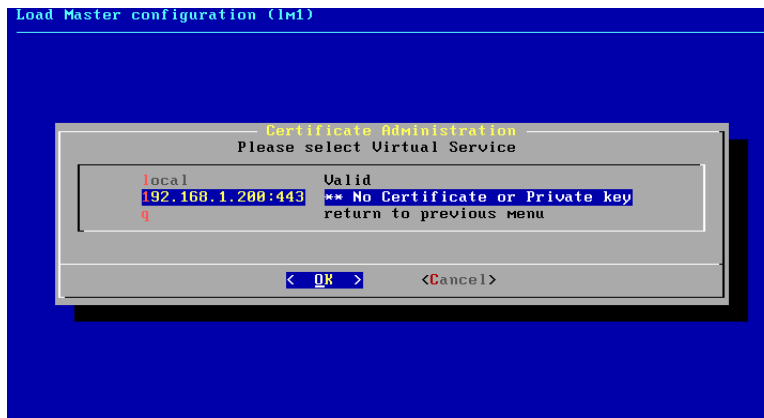 Load Master configuration (lm1)
Certificate Administration
Please select Virtual Service
local Valid
192.168.1.200:443 ** No Certificate or Private key
q return to previous menu
< OK > <Cancel>